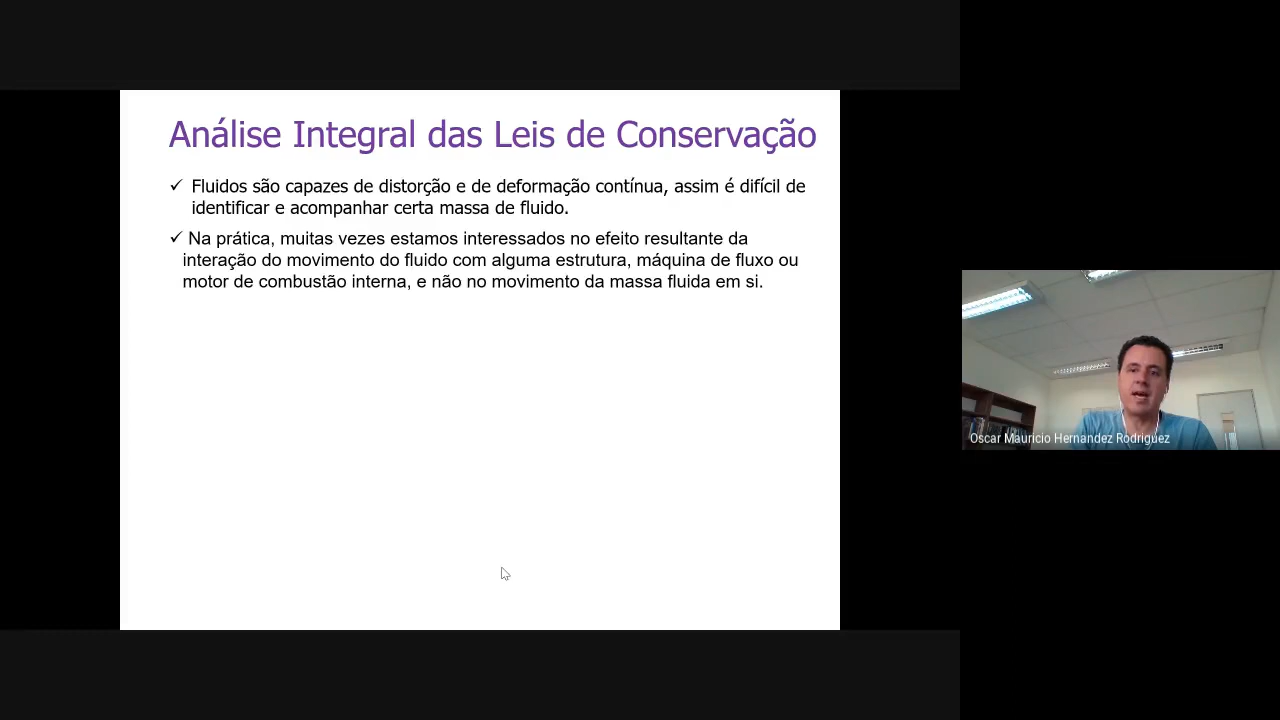 Análise Integral das Leis de Conservação
✓ Fluidos são capazes de distorção e de deformação contínua, assim é difícil de
identificar e acompanhar certa massa de fluido.
✓ Na prática, muitas vezes estamos interessados no efeito resultante da
interação do movimento do fluido com alguma estrutura, máquina de fluxo ou
motor de combustão interna, e não no movimento da massa fluida em si.
Oscar Mauricio Hernandez Rodriguez